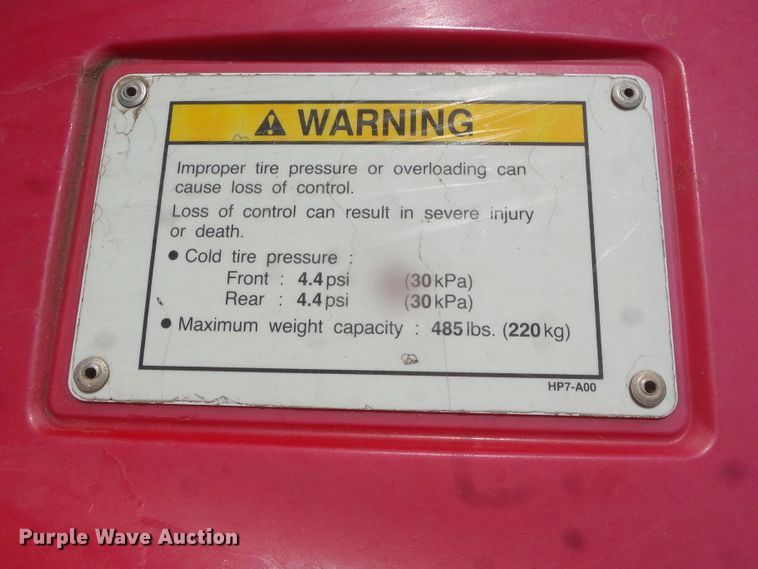 WARNING
Improper tire pressure or overloading can
cause loss of control.
Loss of control can result in severe injury
or death.
● Cold tire pressure :
Front : 4.4 psi (30 kPa)
Rear : 4.4 psi (30 kPa)
● Maximum weight capacity : 485 lbs. (220 kg)
HP7-A00
Purple Wave Auction